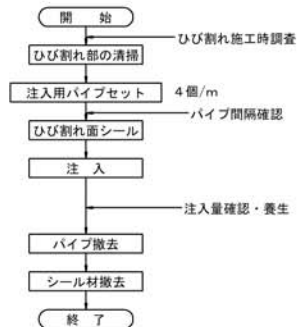 開　始
ひび割れ施工時調査
ひび割れ部の清掃
注入用パイプセット　4個/m
パイプ間隔確認
ひび割れ面シール
注　入
注入量確認・養生
パイプ撤去
シール材撤去
終　了